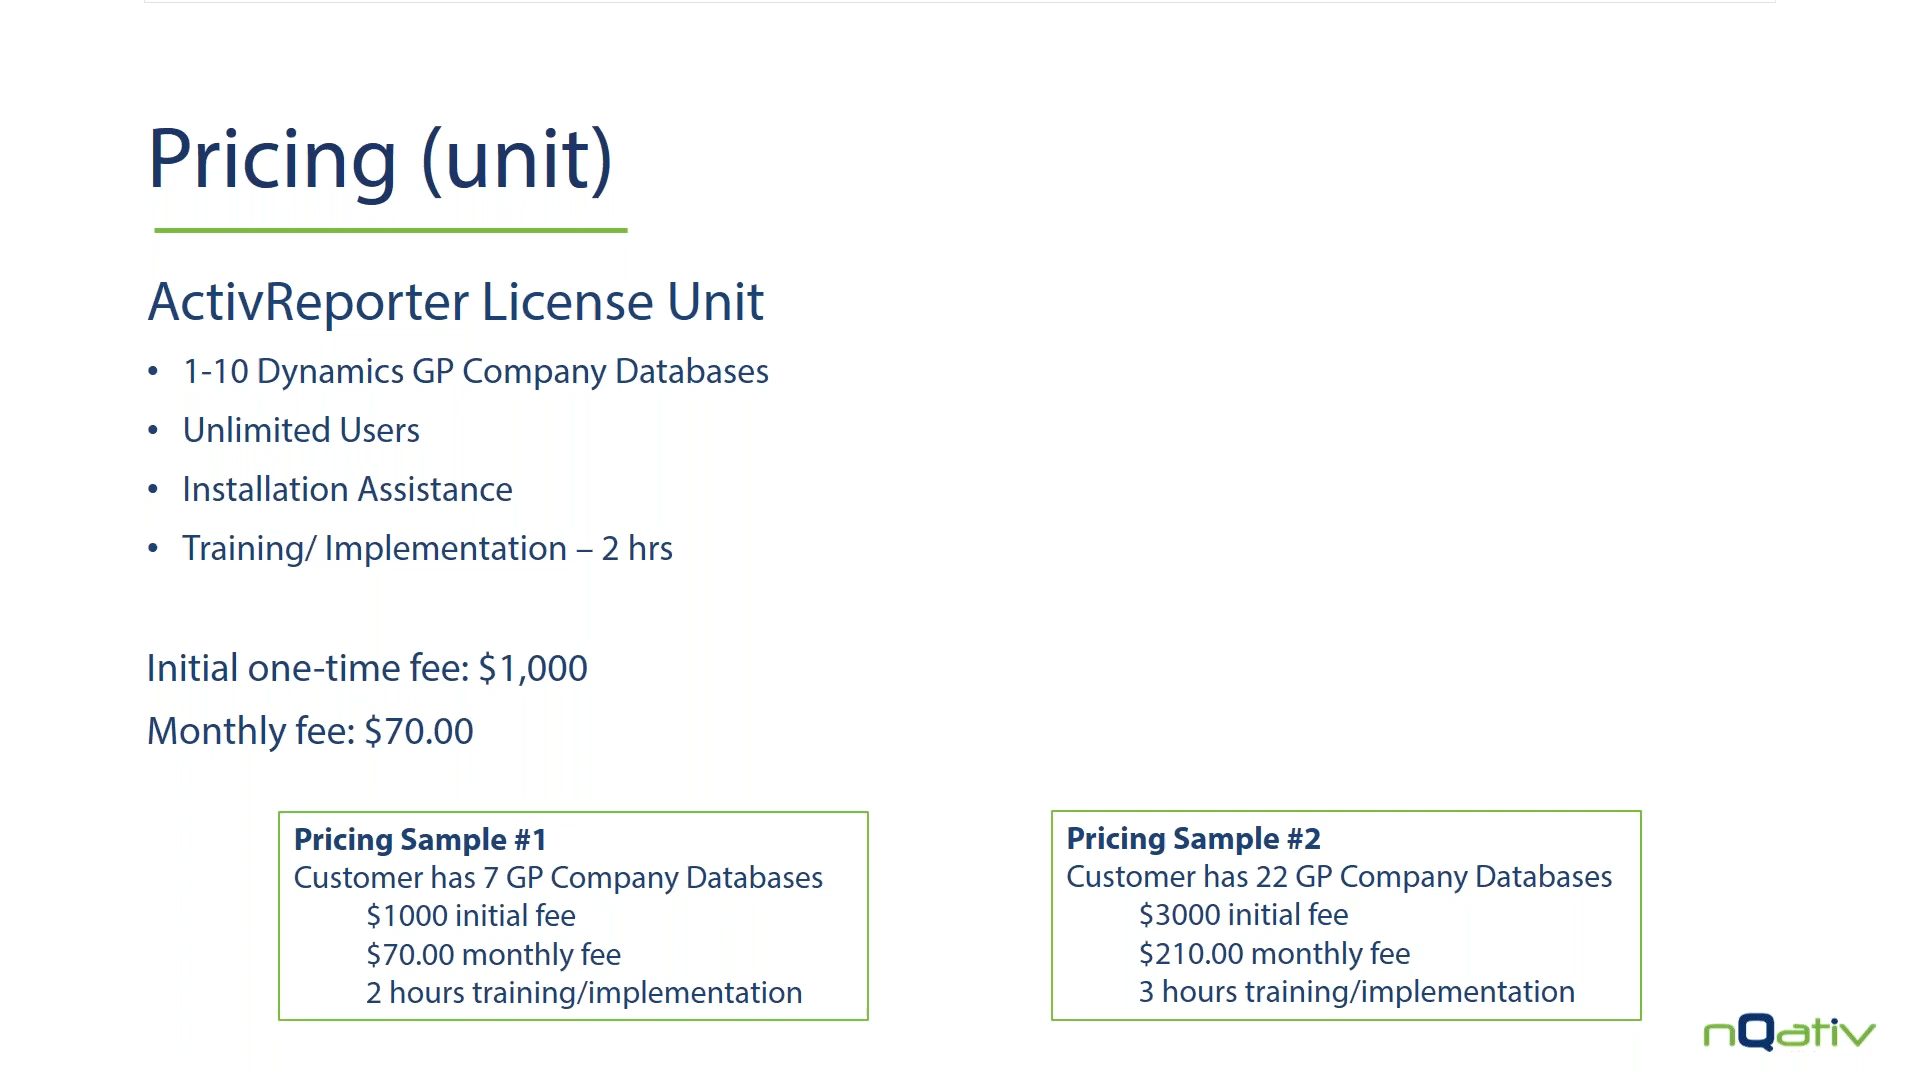 Pricing (unit)
ActivReporter License Unit
• 1-10 Dynamics GP Company Databases
• Unlimited Users
• Installation Assistance
• Training/ Implementation – 2 hrs
Initial one-time fee: $1,000
Monthly fee: $70.00
Pricing Sample #1
Customer has 7 GP Company Databases
$1000 initial fee
$70.00 monthly fee
2 hours training/implementation
Pricing Sample #2
Customer has 22 GP Company Databases
$3000 initial fee
$210.00 monthly fee
3 hours training/implementation
nQativ